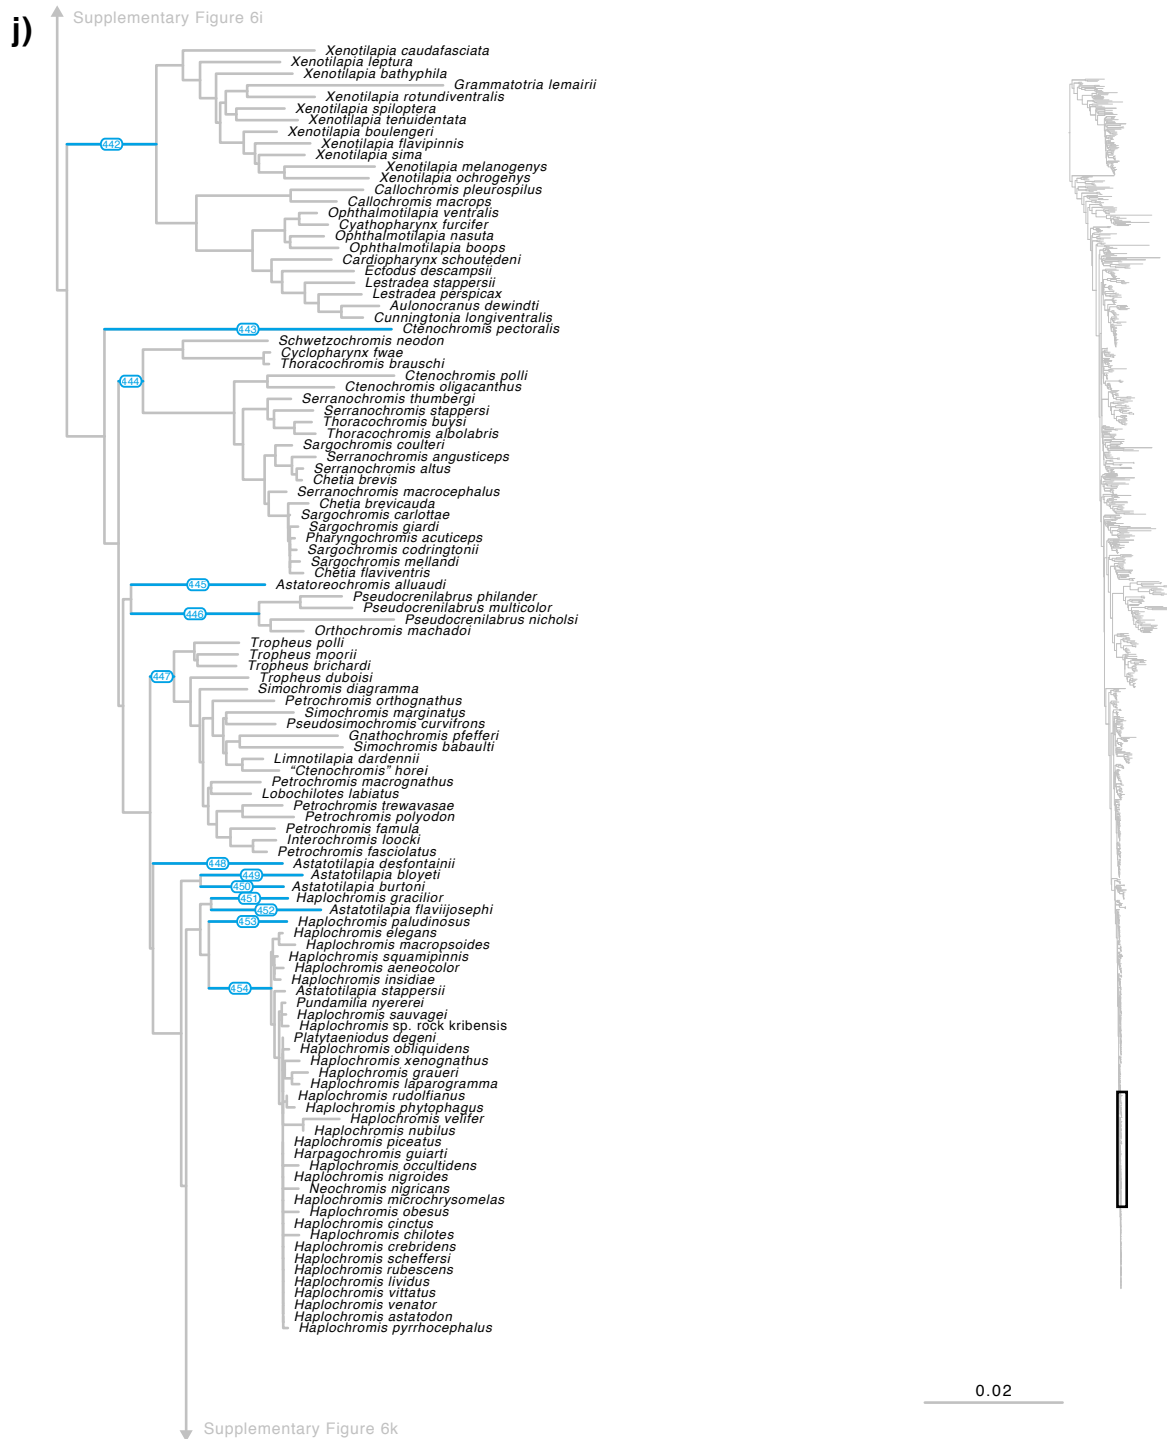 j)
Supplementary Figure 6i
Xenotilapia caudafasciata
Xenotilapia leptura
Xenotilapia bathyphila
Grammatotria lemairii
Xenotilapia rotundiventralis
Xenotilapia spiloptera
Xenotilapia tenuidentata
Xenotilapia boulengeri
442
Xenotilapia flavipinnis
Xenotilapia sima
Xenotilapia melanogenys
Xenotilapia ochrogenys
Callochromis pleurospilus
Callochromis macrops
Ophthalmotilapia ventralis
Cyathopharynx furcifer
Ophthalmotilapia nasuta
Ophthalmotilapia boops
Cardiopharynx schoutedeni
Ectodus descampsii
Lestradea stappersii
Lestradea perspicax
Aulonocranus dewindti
Cunningtonia longiventralis
443
Ctenochromis pectoralis
Schwetzochromis neodon
Cyclopharynx fwae
Thoracochromis brauschi
444
Ctenochromis polli
Ctenochromis oligacanthus
Serranochromis thumbergi
Serranochromis stappersi
Thoracochromis buysi
Thoracochromis albolabris
Sargochromis coulteri
Serranochromis angusticeps
Serranochromis altus
Chetia brevis
Serranochromis macrocephalus
Chetia brevicauda
Sargochromis carlottae
Sargochromis giardi
Pharyngochromis acuticeps
Sargochromis codringtonii
Sargochromis mellandi
Chetia flaviventris
445
Astatoreochromis alluaudi
Pseudocrenilabrus philander
446
Pseudocrenilabrus multicolor
Pseudocrenilabrus nicholsi
Orthochromis machadoi
Tropheus polli
Tropheus moorii
Tropheus brichardi
447
Tropheus duboisi
Simochromis diagramma
Petrochromis orthognathus
Simochromis marginatus
Pseudosimochromis curvifrons
Gnathochromis pfefferi
Simochromis babaulti
Limnotilapia dardennii
"Ctenochromis" horei
Petrochromis macrognathus
Lobochilotes labiatus
Petrochromis trewavasae
Petrochromis polyodon
Petrochromis famula
Interochromis loocki
Petrochromis fasciolatus
448
Astatotilapia desfontainii
449
Astatotilapia bloyeti
450
Astatotilapia burtoni
451
Haplochromis gracilior
452
Astatotilapia flaviijosephi
453
Haplochromis paludinosus
Haplochromis elegans
Haplochromis macropsoides
Haplochromis squamipinnis
Haplochromis aeneocolor
Haplochromis insidiae
454
Astatotilapia stappersii
Pundamilia nyererei
Haplochromis sauvagei
Haplochromis sp. rock kribensis
Platytaeniodus degeni
Haplochromis obliquidens
Haplochromis xenognathus
Haplochromis graueri
Haplochromis laparogramma
Haplochromis rudolfianus
Haplochromis phytophagus
Haplochromis velifer
Haplochromis nubilus
Haplochromis piceatus
Harpagochromis guiarti
Haplochromis occultidens
Haplochromis nigroides
Neochromis nigricans
Haplochromis microchrysomelas
Haplochromis obesus
Haplochromis cinctus
Haplochromis chilotes
Haplochromis crebridens
Haplochromis scheffersi
Haplochromis rubescens
Haplochromis lividus
Haplochromis vittatus
Haplochromis venator
Haplochromis astatodon
Haplochromis pyrrhocephalus
0.02
Supplementary Figure 6k